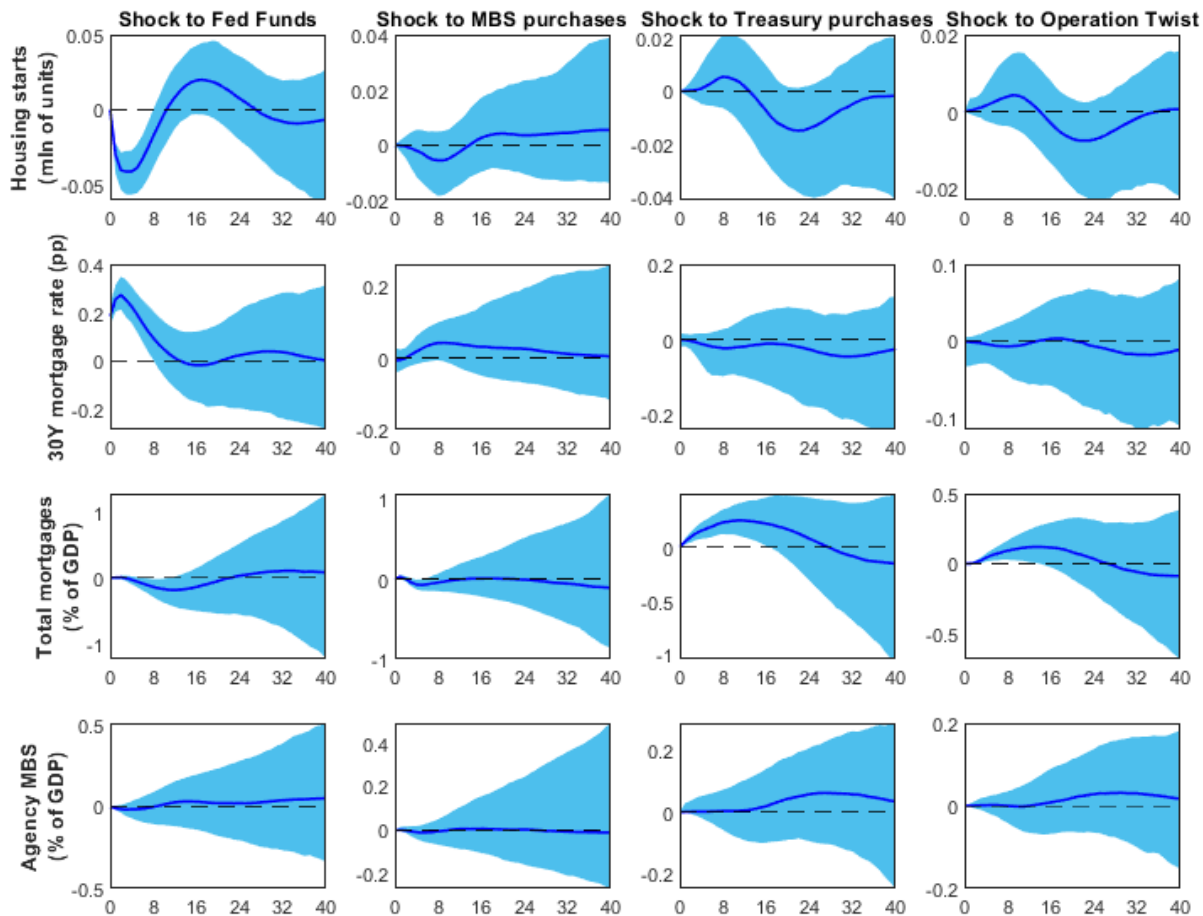 Shock to Fed Funds Shock to MBS purchases Shock to Treasury purchases Shock to Operation Twist
Housing starts
(mln of units)
0.05
0
-0.05
0 8 16 24 32 40
0.04
0.02
0
-0.02
0 8 16 24 32 40
0.02
0
-0.02
-0.04
0 8 16 24 32 40
0.02
0
-0.02
0 8 16 24 32 40
30Y mortgage rate (pp)
0.4
0.2
0
-0.2
0 8 16 24 32 40
0.2
0
-0.2
0 8 16 24 32 40
0.2
0
-0.2
0 8 16 24 32 40
0.1
0
-0.1
0 8 16 24 32 40
Total mortgages
(% of GDP)
1
0
-1
0 8 16 24 32 40
1
0
-1
0 8 16 24 32 40
0
-0.5
-1
0 8 16 24 32 40
0.5
0
-0.5
0 8 16 24 32 40
Agency MBS
(% of GDP)
0.5
0
-0.5
0 8 16 24 32 40
0.4
0.2
0
-0.2
0 8 16 24 32 40
0.2
0
-0.2
0 8 16 24 32 40
0.2
0
-0.2
0 8 16 24 32 40